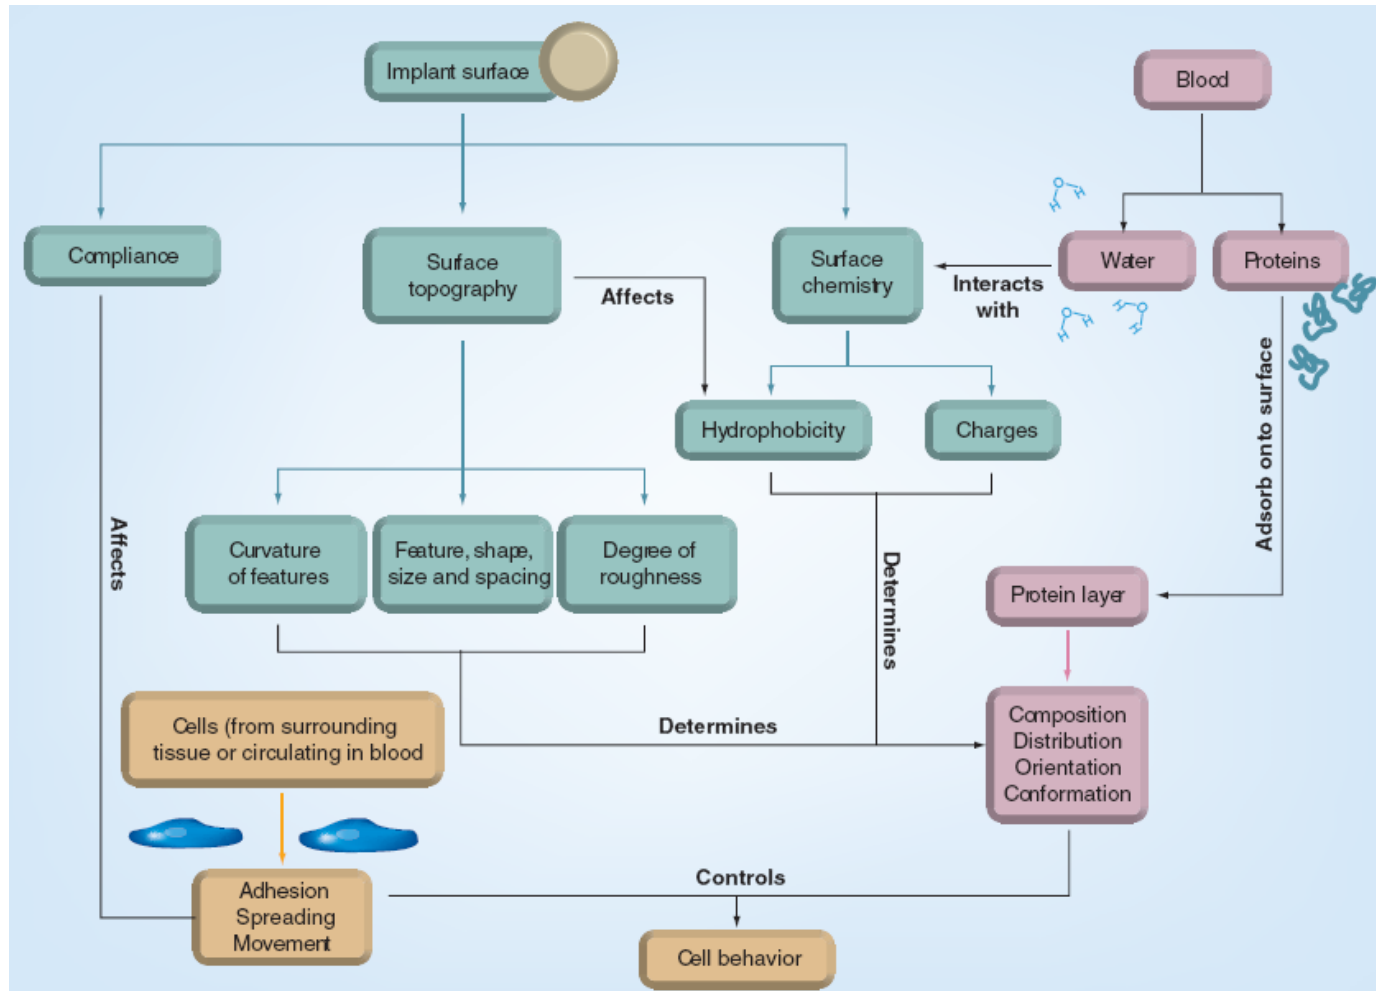 Implant surface
Blood
Compliance
Surface
topography
Affects
Surface
chemistry
Interacts
with
Water
Proteins
H
O
H
H
O
H
H
O
H
Hydrophobicity
Charges
Adsorb onto surface
Affects
Curvature
of features
Feature, shape,
size and spacing
Degree of
roughness
Determines
Protein layer
Cells (from surrounding
tissue or circulating in blood
Determines
Composition
Distribution
Orientation
Conformation
Adhesion
Spreading
Movement
Controls
Cell behavior